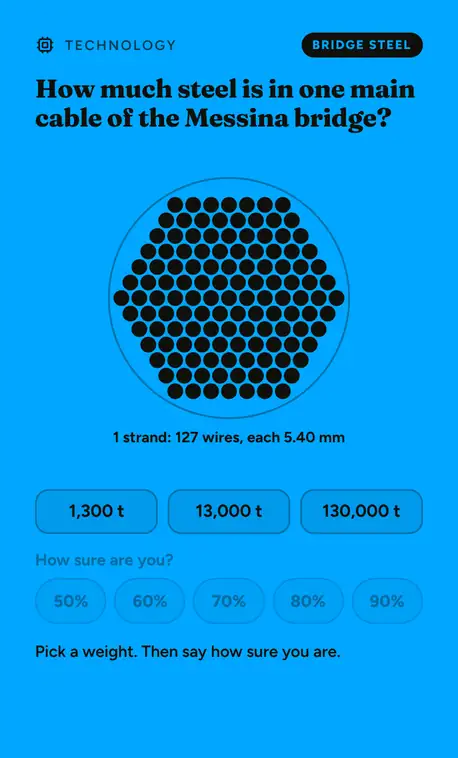 TECHNOLOGY
BRIDGE STEEL
How much steel is in one main
cable of the Messina bridge?
1 strand: 127 wires, each 5.40 mm
1,300 t
13,000 t
130,000 t
How sure are you?
50%
60%
70%
80%
90%
Pick a weight. Then say how sure you are.